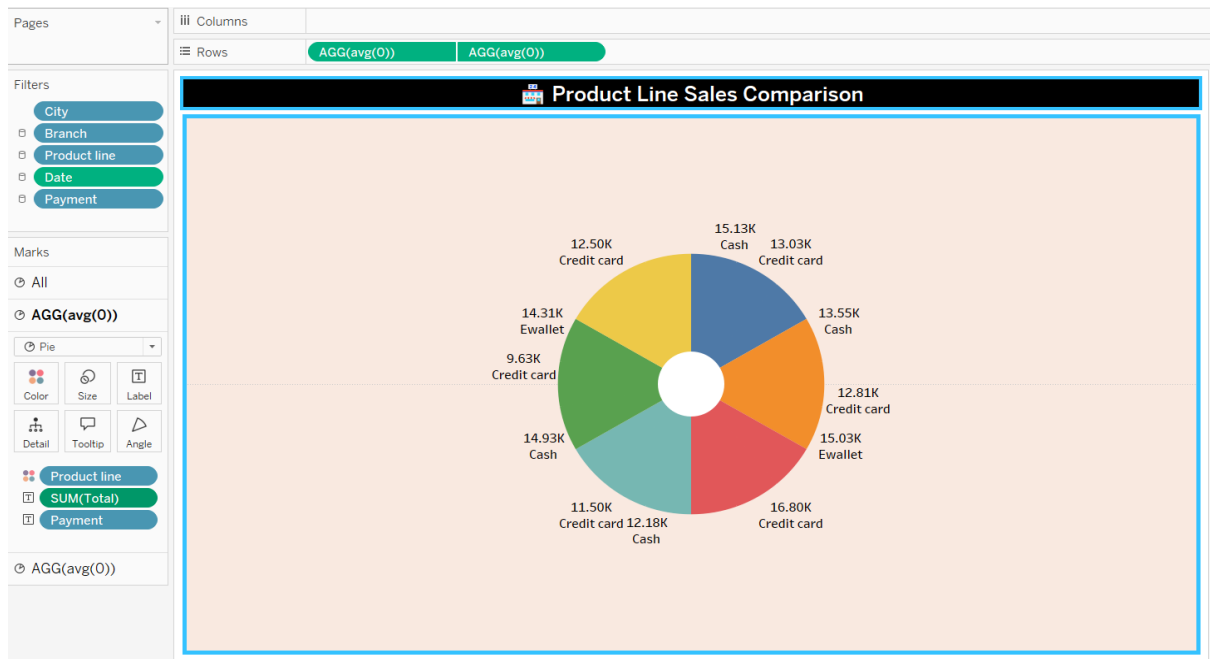 Pages
Columns
Rows
AGG(avg(0)) AGG(avg(0))
Filters
City
Branch
Product line
Date
Payment
Marks
All
AGG(avg(0))
Pie
Color Size Label
Detail Tooltip Angle
Product line
SUM(Total)
Payment
AGG(avg(0))
🏪 Product Line Sales Comparison
15.13K
Cash
13.03K
Credit card
13.55K
Cash
12.81K
Credit card
15.03K
Ewallet
16.80K
Credit card
12.18K
Cash
11.50K
Credit card
14.93K
Cash
9.63K
Credit card
14.31K
Ewallet
12.50K
Credit card